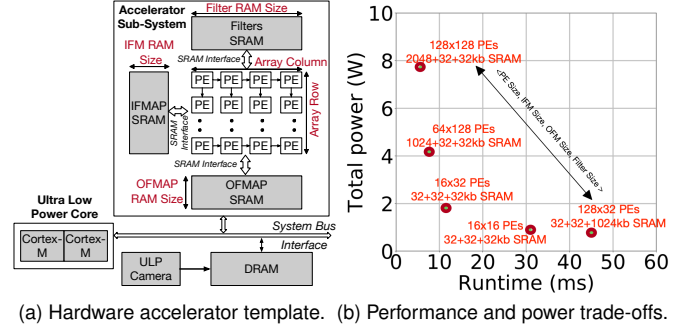 Accelerator
Sub-System
Filter RAM Size
Filters
SRAM
IFM RAM
Size
SRAM Interface
Array Column
PE PE PE PE
PE PE PE PE
PE PE PE PE
IFMAP
SRAM
SRAM
Interface
Array Row
SRAM Interface
OFMAP
RAM Size
OFMAP
SRAM
Ultra Low
Power Core
Cortex-
M
Cortex-
M
System Bus
Interface
ULP
Camera
DRAM
(a) Hardware accelerator template.
Total power (W)
10
8
6
4
2
0
128x128 PEs
2048+32+32kb SRAM
<PE Size, IFM Size, OFM Size, Filter Size >
64x128 PEs
1024+32+32kb SRAM
16x32 PEs
32+32+32kb SRAM
16x16 PEs
32+32+32kb SRAM
128x32 PEs
32+32+1024kb SRAM
0 10 20 30 40 50 60
Runtime (ms)
(b) Performance and power trade-offs.